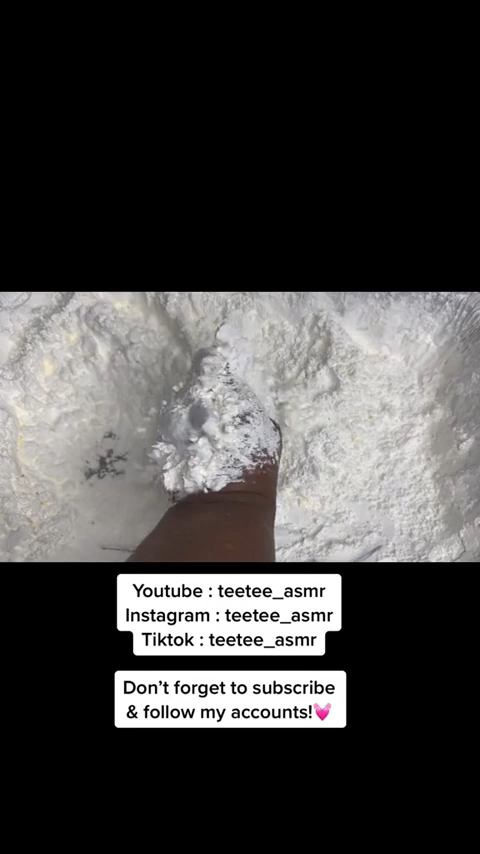 Youtube : teetee_asmr
Instagram : teetee_asmr
Tiktok : teetee_asmr
Don’t forget to subscribe
& follow my accounts!💓